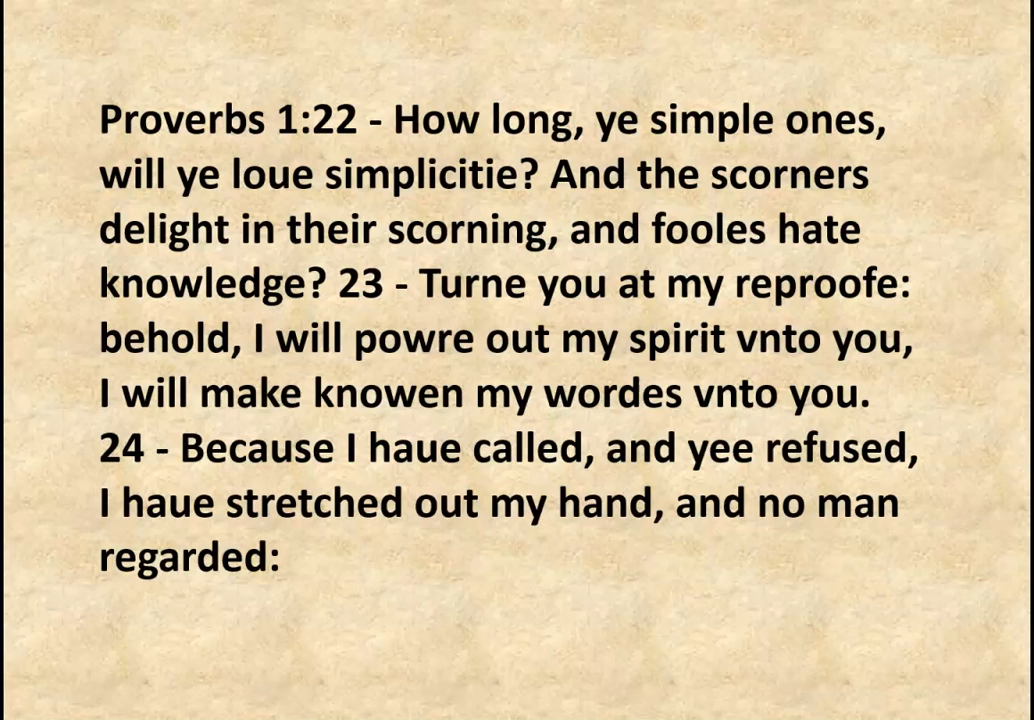 Proverbs 1:22 - How long, ye simple ones,
will ye loue simplicitie? And the scorners
delight in their scorning, and fooles hate
knowledge? 23 - Turne you at my reproofe:
behold, I will powre out my spirit vnto you,
I will make knowen my wordes vnto you.
24 - Because I haue called, and yee refused,
I haue stretched out my hand, and no man
regarded: